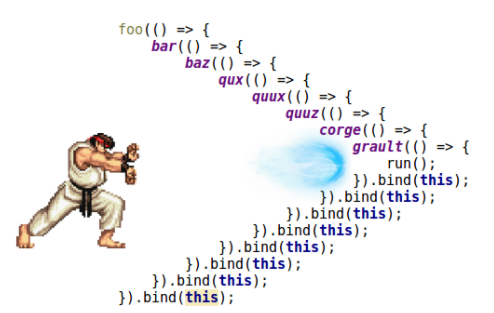 foo(() => {
    bar(() => {
        baz(() => {
            qux(() => {
                quux(() => {
                    quuz(() => {
                        corge(() => {
                            grault(() => {
                                run();
                            }).bind(this);
                        }).bind(this);
                    }).bind(this);
                }).bind(this);
            }).bind(this);
        }).bind(this);
    }).bind(this);
}).bind(this);